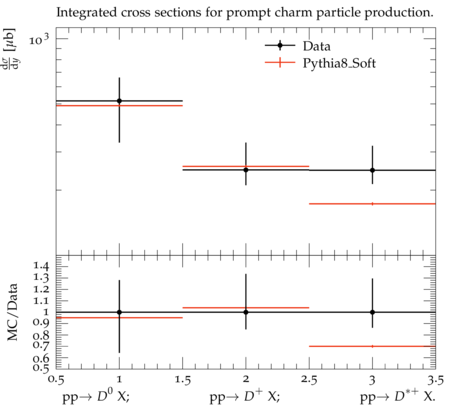 Integrated cross sections for prompt charm particle production.
dσ/dy [μb]
10³
Data
Pythia8_Soft
MC/Data
1.4
1.3
1.2
1.1
1
0.9
0.8
0.7
0.6
0.5
0.5 1 1.5 2 2.5 3 3.5
pp→ D⁰ X; pp→ D⁺ X; pp→ D*⁺ X.